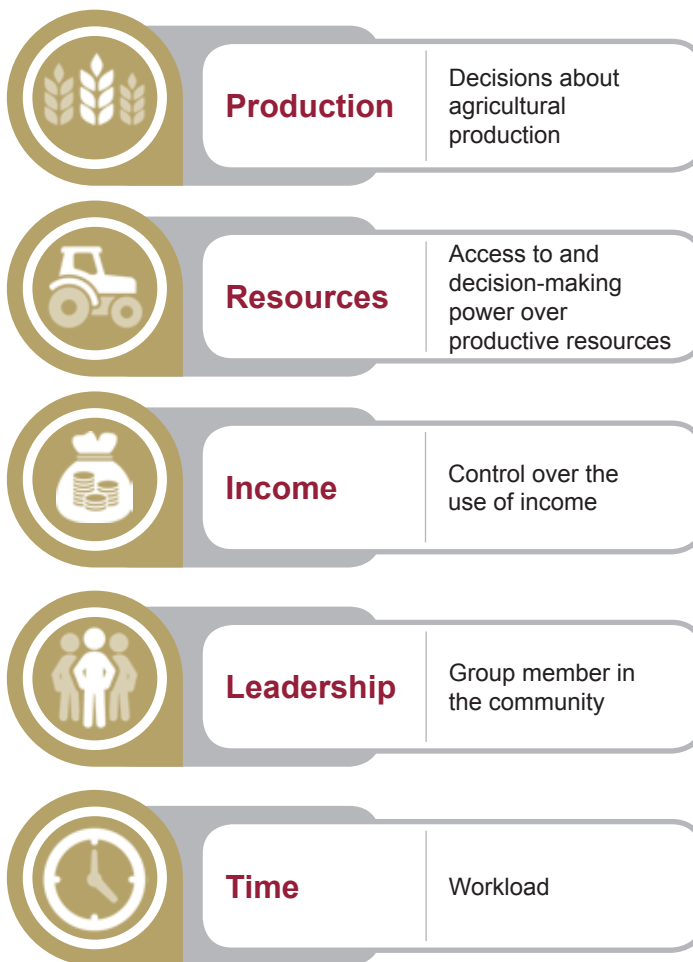 Production
Decisions about
agricultural
production
Resources
Access to and
decision-making
power over
productive resources
Income
Control over the
use of income
Leadership
Group member in
the community
Time
Workload